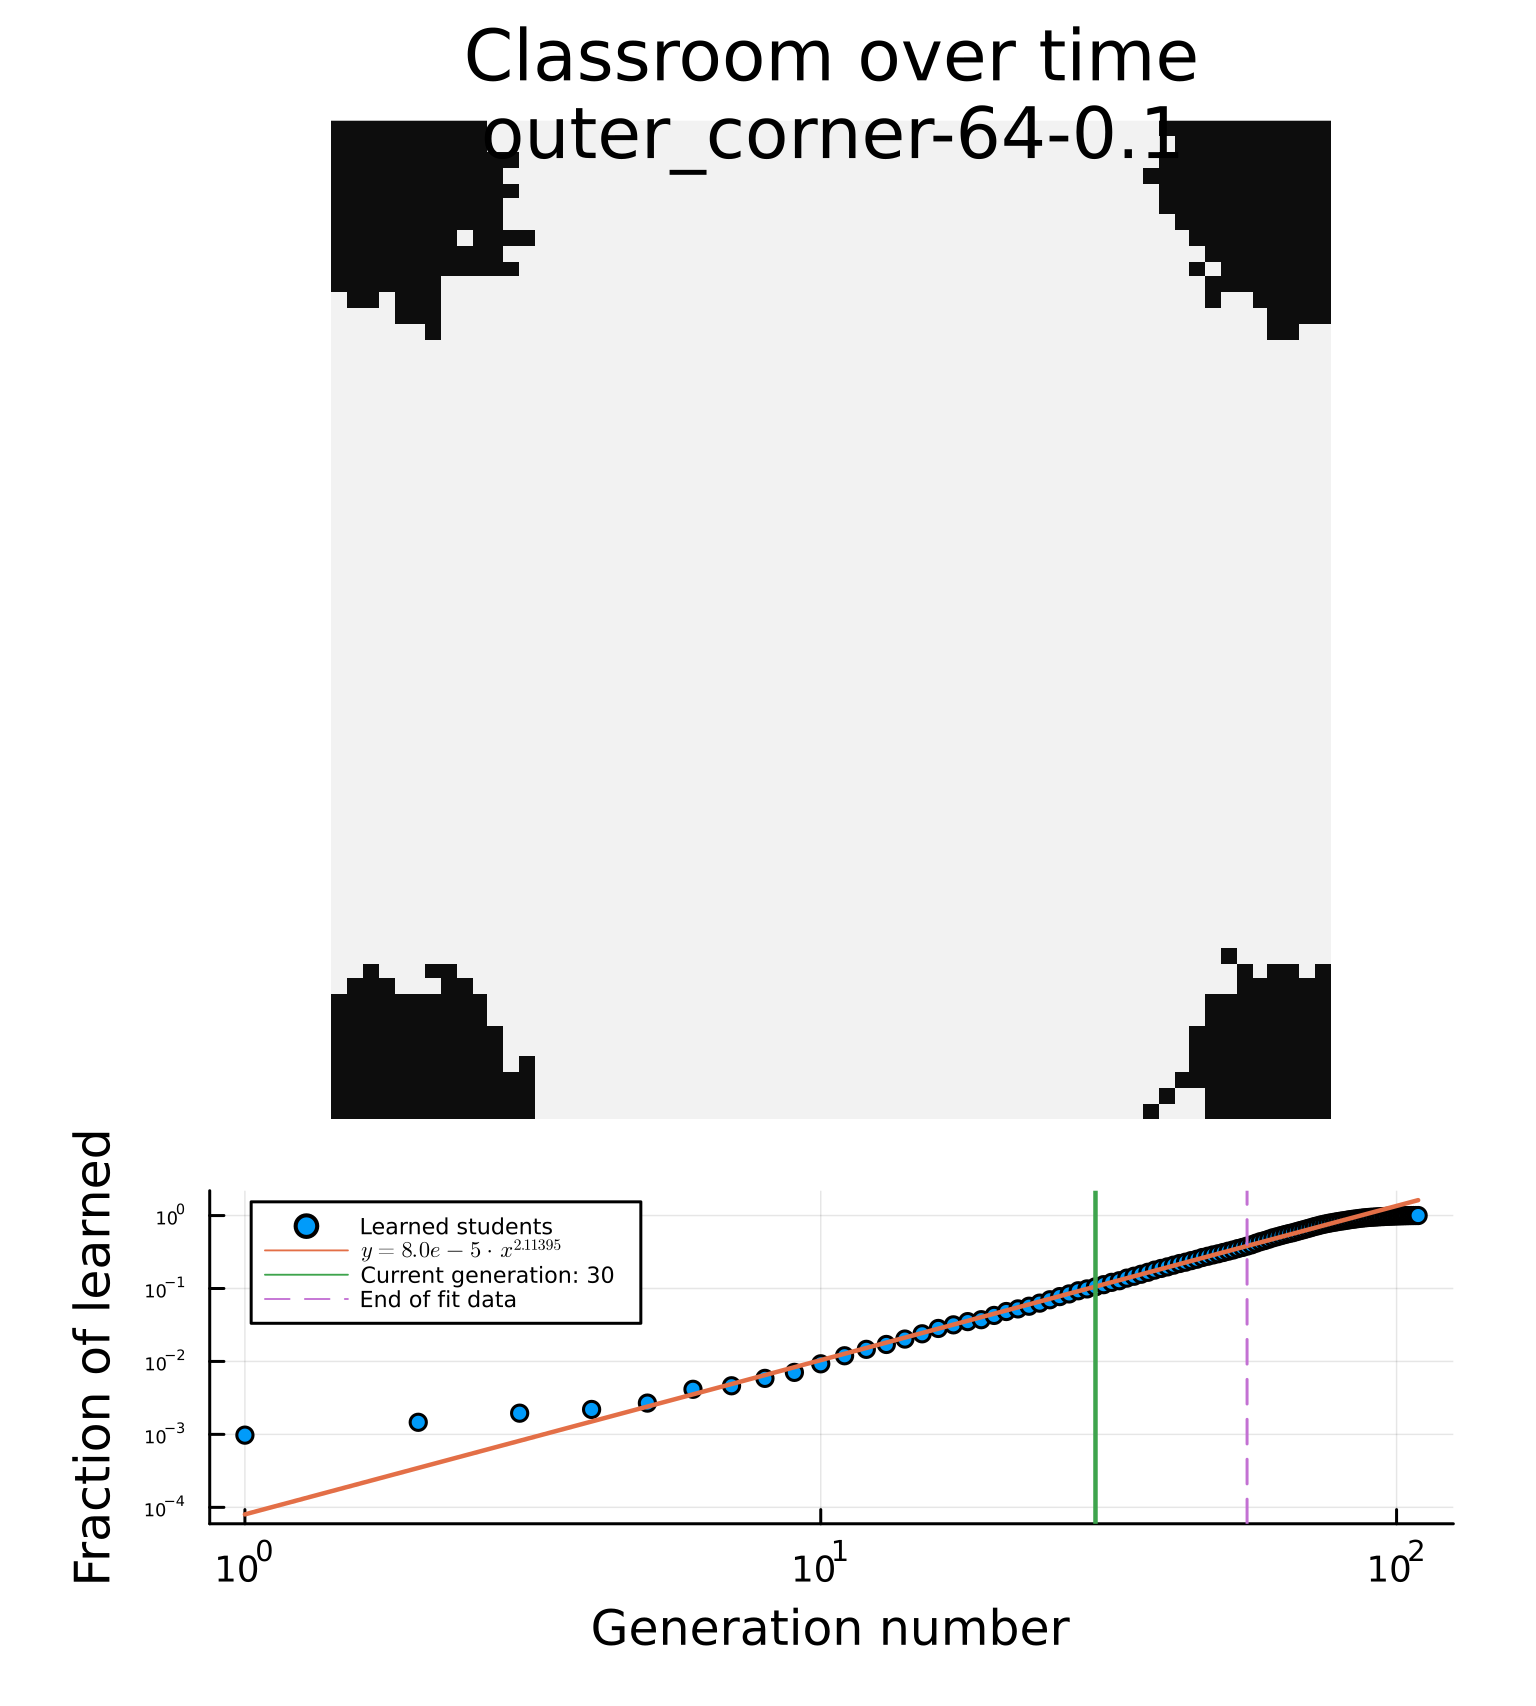 Classroom over time
outer_corner-64-0.1
Fraction of learned
10^0
10^-1
10^-2
10^-3
10^-4
Learned students
y = 8.0e − 5 · x^2.11395
Current generation: 30
End of fit data
10^0
10^1
10^2
Generation number